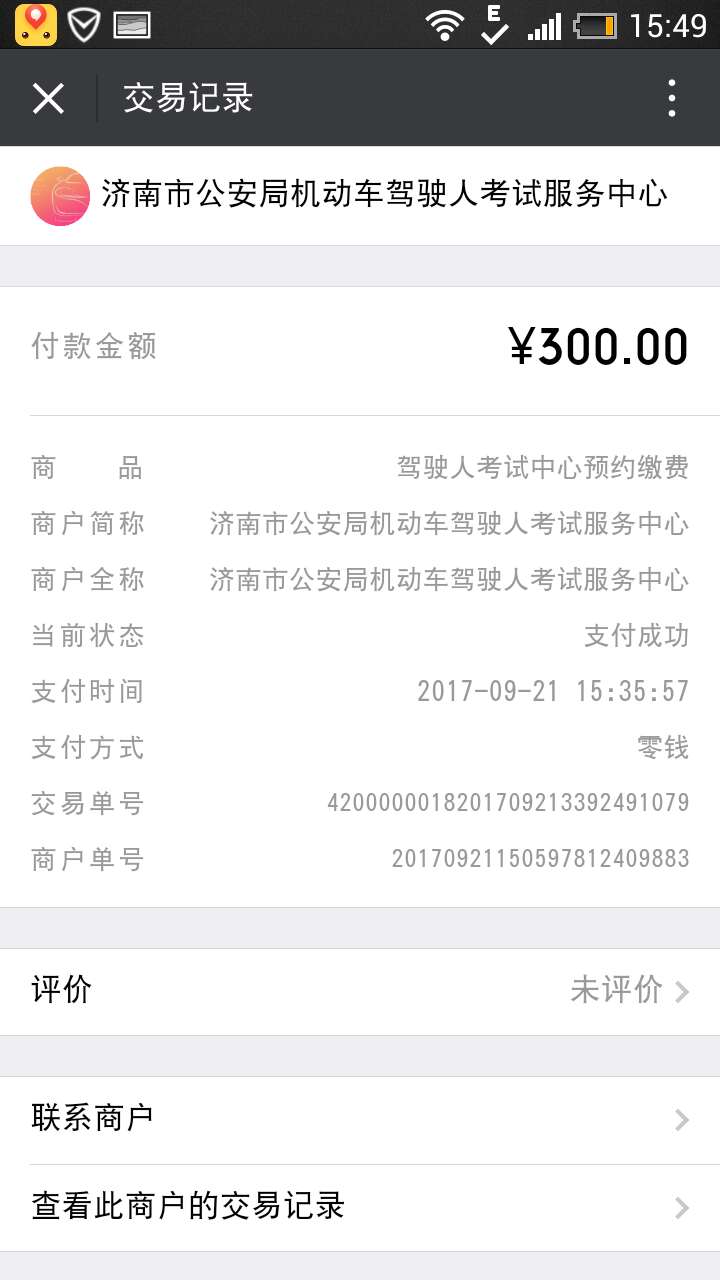 15:49
交易记录
济南市公安局机动车驾驶人考试服务中心
付款金额 ¥300.00
商 品 驾驶人考试中心预约缴费
商户简称 济南市公安局机动车驾驶人考试服务中心
商户全称 济南市公安局机动车驾驶人考试服务中心
当前状态 支付成功
支付时间 2017-09-21 15:35:57
支付方式 零钱
交易单号 4200000018201709213392491079
商户单号 20170921150597812409883
评价 未评价
联系商户
查看此商户的交易记录